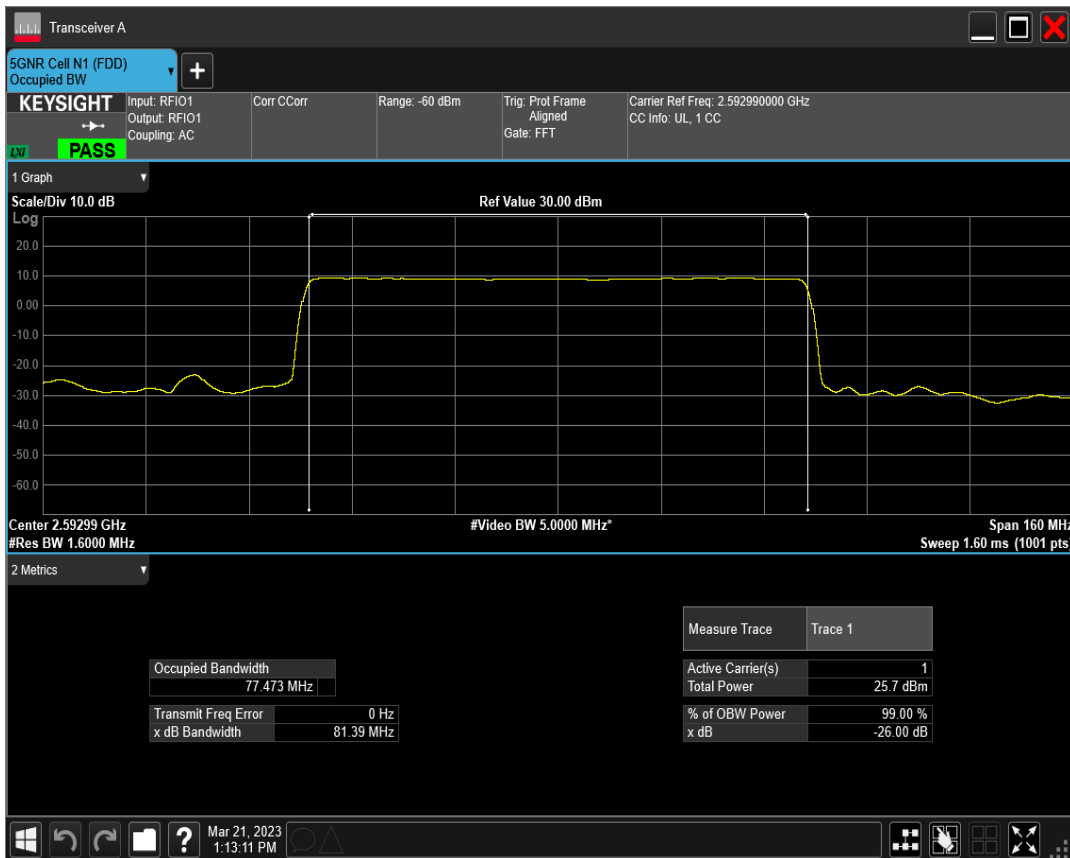 Transceiver A
5GNR Cell N1 (FDD)
Occupied BW
+
KEYSIGHT
LXI
PASS
Input: RFIO1
Output: RFIO1
Coupling: AC
Corr CCorr
Range: -60 dBm
Trig: Prot Frame
Aligned
Gate: FFT
Carrier Ref Freq: 2.592990000 GHz
CC Info: UL, 1 CC
1 Graph
Scale/Div 10.0 dB
Ref Value 30.00 dBm
Log
20.0
10.0
0.00
-10.0
-20.0
-30.0
-40.0
-50.0
-60.0
Center 2.59299 GHz
#Video BW 5.0000 MHz*
Span 160 MHz
#Res BW 1.6000 MHz
Sweep 1.60 ms (1001 pts)
2 Metrics
Measure Trace Trace 1
Occupied Bandwidth
77.473 MHz
Active Carrier(s) 1
Total Power 25.7 dBm
Transmit Freq Error 0 Hz
x dB Bandwidth 81.39 MHz
% of OBW Power 99.00 %
x dB -26.00 dB
?
Mar 21, 2023
1:13:11 PM